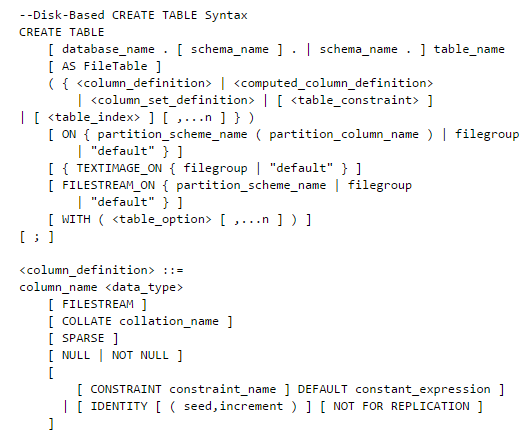 --Disk-Based CREATE TABLE Syntax
CREATE TABLE
    [ database_name . [ schema_name ] . | schema_name . ] table_name
    [ AS FileTable ]
    ( { <column_definition> | <computed_column_definition>
        | <column_set_definition> | [ <table_constraint> ]
| [ <table_index> ] [ ,...n ] } )
    [ ON { partition_scheme_name ( partition_column_name ) | filegroup
        | "default" } ]
    [ { TEXTIMAGE_ON { filegroup | "default" } ]
    [ FILESTREAM_ON { partition_scheme_name | filegroup
        | "default" } ]
    [ WITH ( <table_option> [ ,...n ] ) ]
[ ; ]

<column_definition> ::=
column_name <data_type>
    [ FILESTREAM ]
    [ COLLATE collation_name ]
    [ SPARSE ]
    [ NULL | NOT NULL ]
    [
        [ CONSTRAINT constraint_name ] DEFAULT constant_expression ]
      | [ IDENTITY [ ( seed,increment ) ] [ NOT FOR REPLICATION ]
    ]